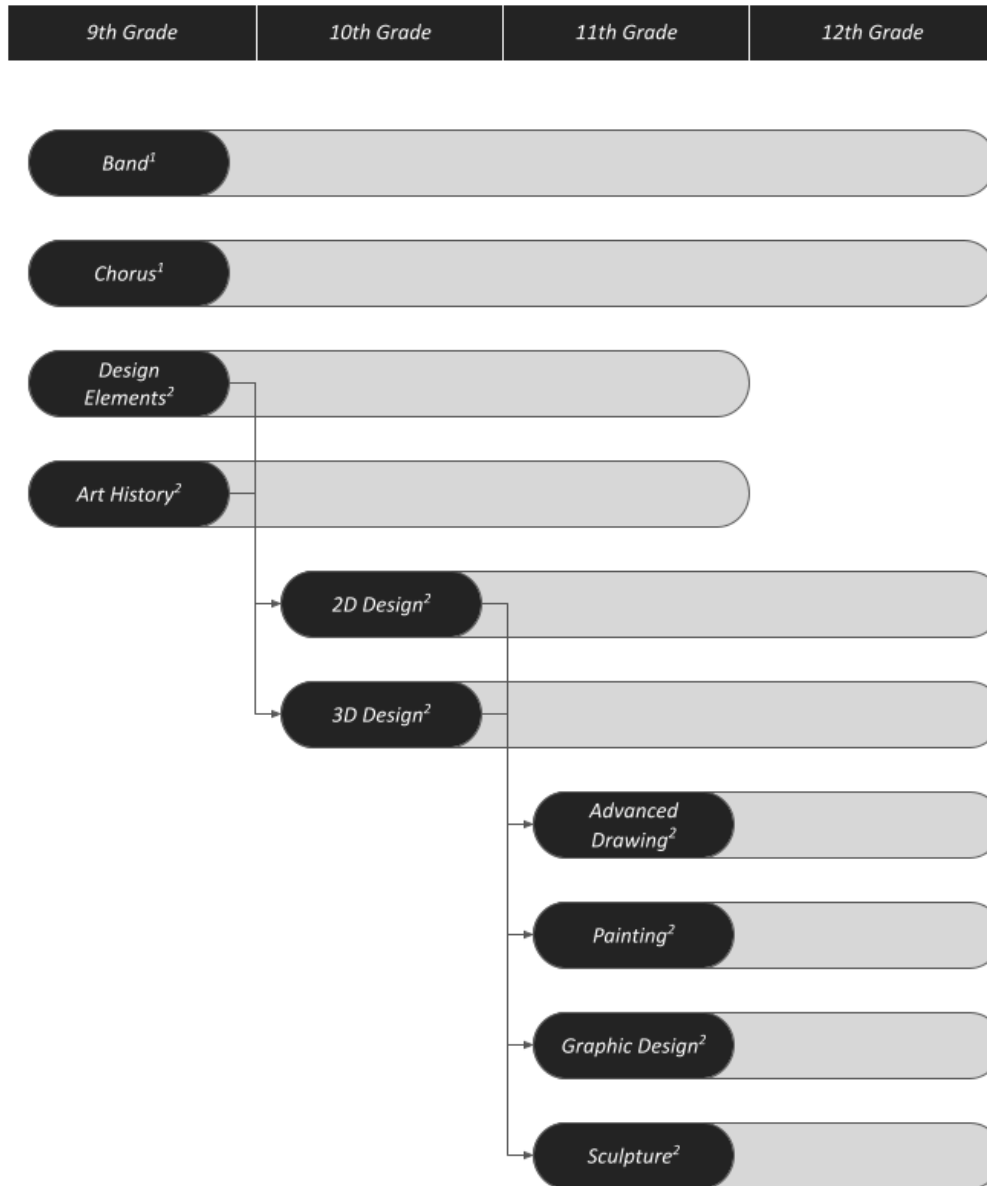 9th Grade 10th Grade 11th Grade 12th Grade
Band¹
Chorus¹
Design
Elements²
Art History²
2D Design²
3D Design²
Advanced
Drawing²
Painting²
Graphic Design²
Sculpture²